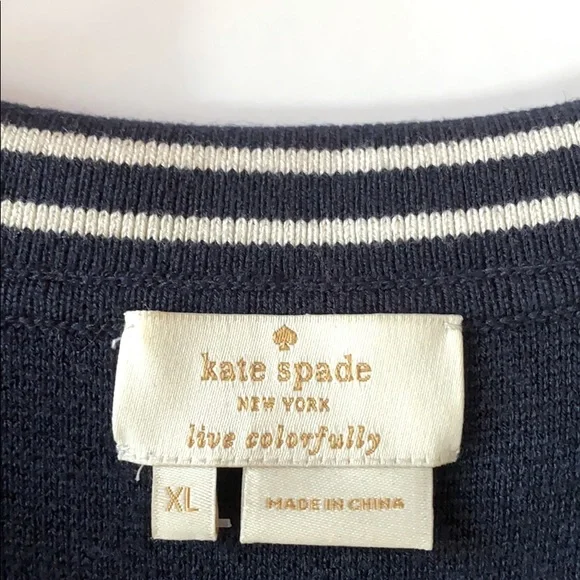 kate spade
NEW YORK
live colorfully
XL
MADE IN CHINA